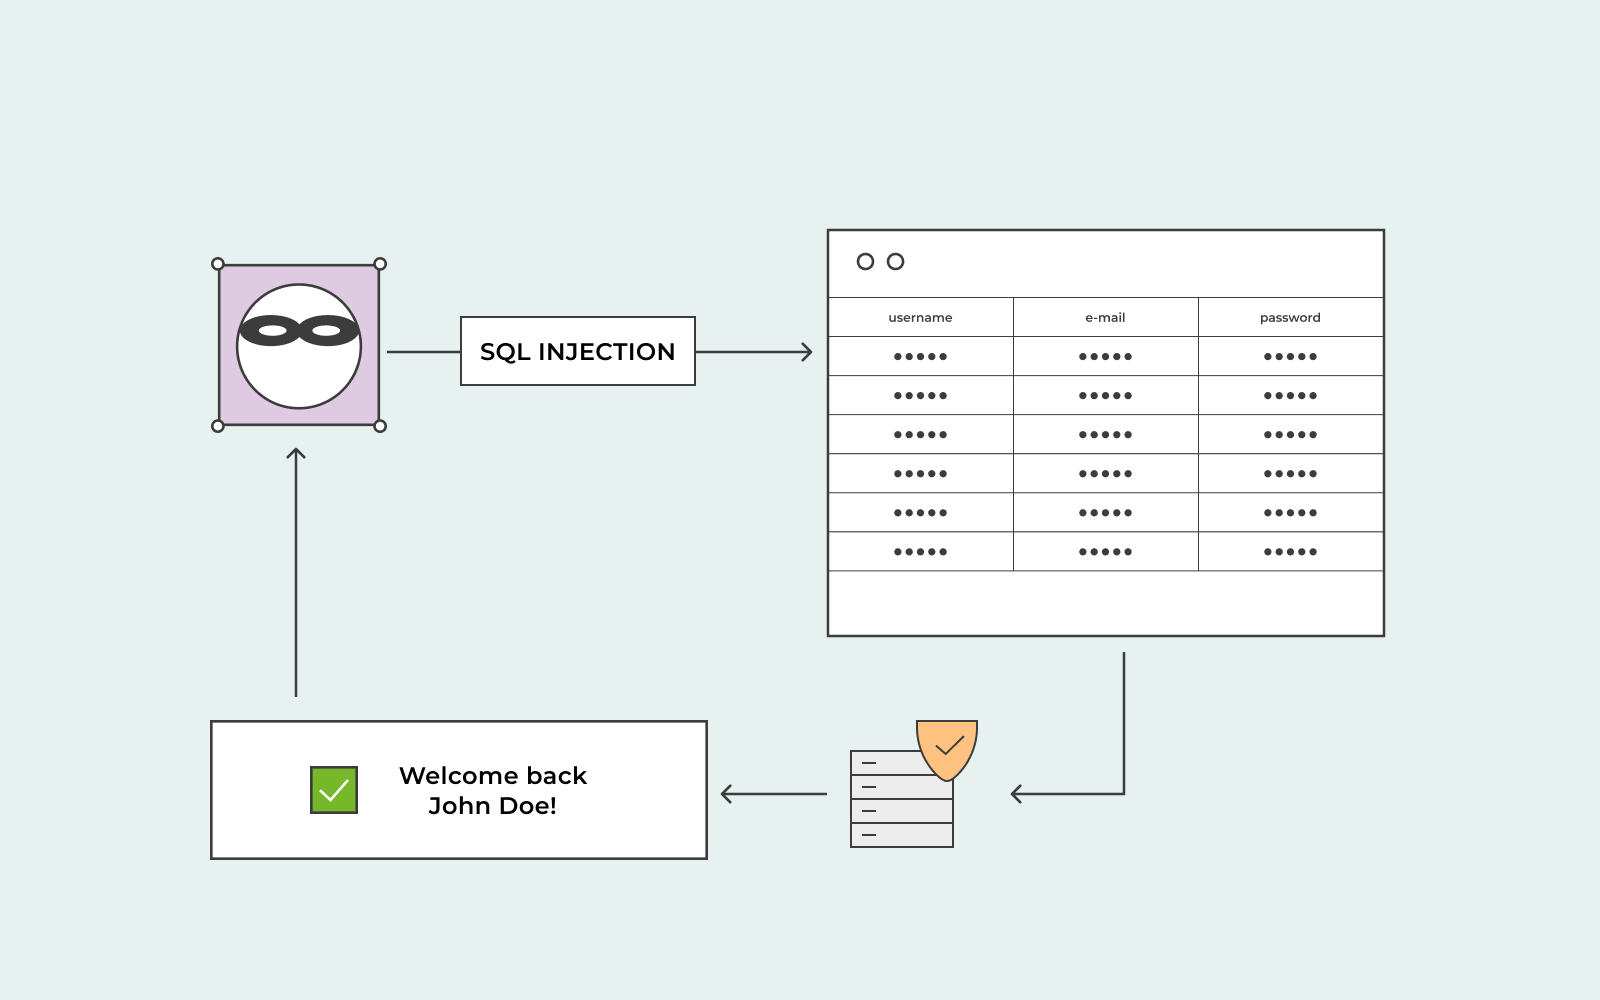 SQL INJECTION
username e-mail password
Welcome back
John Doe!